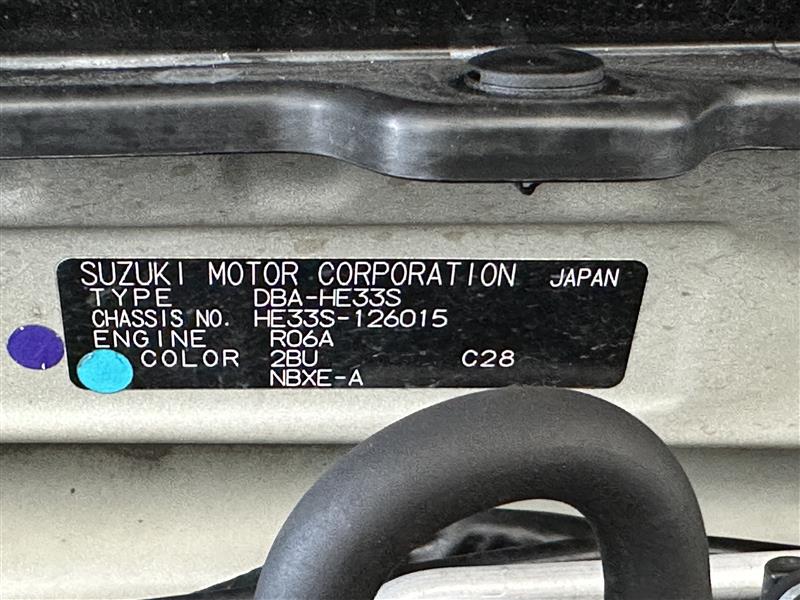 SUZUKI MOTOR CORPORATION JAPAN
TYPE DBA-HE33S
CHASSIS NO. HE33S-126015
ENGINE R06A
COLOR 2BU C28
NBXE-A